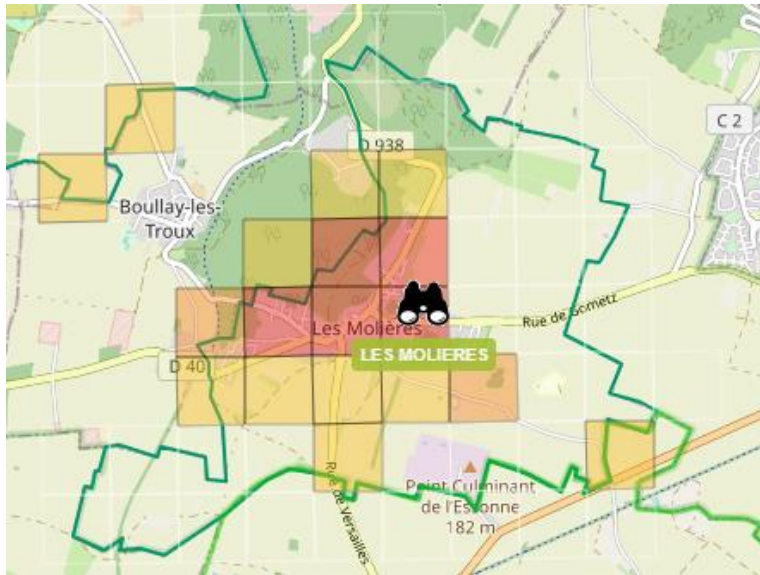 C 2
D 938
Boullay-les-
Troux
Rue de Gometz
Les Molières
LES MOLIERES
D 40
Rue de Versailles
Point Culminant
de l'Essonne
182 m